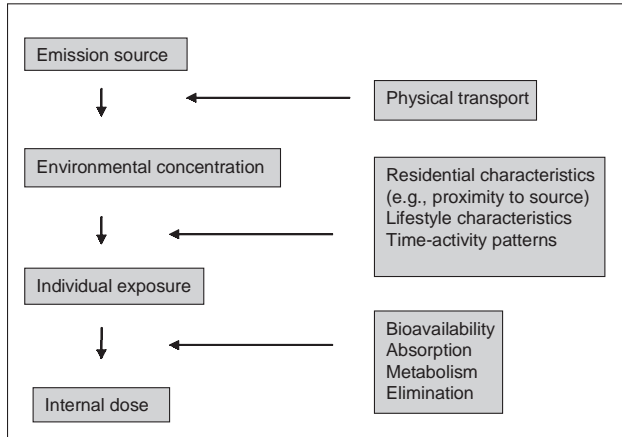 Emission source
Physical transport
Environmental concentration
Residential characteristics
(e.g., proximity to source)
Lifestyle characteristics
Time-activity patterns
Individual exposure
Bioavailability
Absorption
Metabolism
Elimination
Internal dose